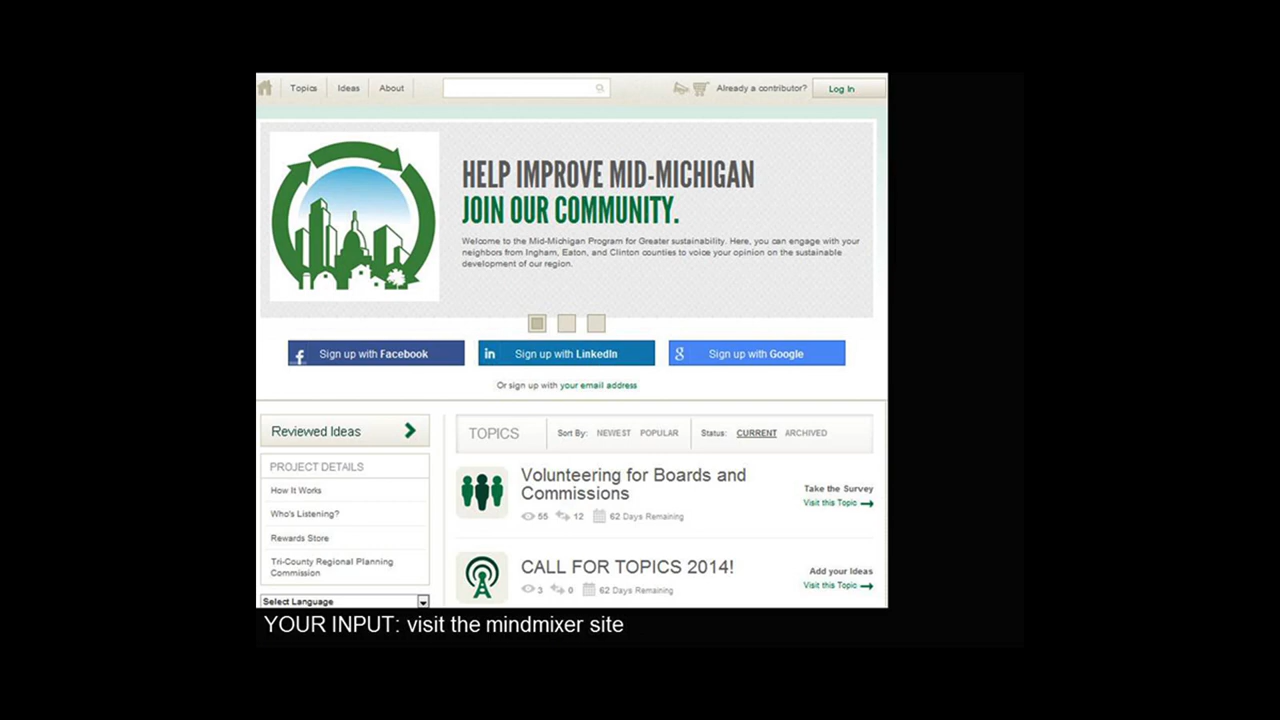 Topics Ideas About Already a contributor? Log In
HELP IMPROVE MID-MICHIGAN
JOIN OUR COMMUNITY.
Welcome to the Mid-Michigan Program for Greater sustainability. Here, you can engage with your
neighbors from Ingham, Eaton, and Clinton counties to voice your opinion on the sustainable
development of our region.
f Sign up with Facebook in Sign up with LinkedIn g Sign up with Google
Or sign up with your email address
Reviewed Ideas
PROJECT DETAILS
How It Works
Who's Listening?
Rewards Store
Tri-County Regional Planning
Commission
Select Language
TOPICS Sort By: NEWEST POPULAR Status: CURRENT ARCHIVED
Volunteering for Boards and
Commissions
55 12 62 Days Remaining
Take the Survey
Visit this Topic
CALL FOR TOPICS 2014!
3 0 62 Days Remaining
Add your Ideas
Visit this Topic
YOUR INPUT: visit the mindmixer site